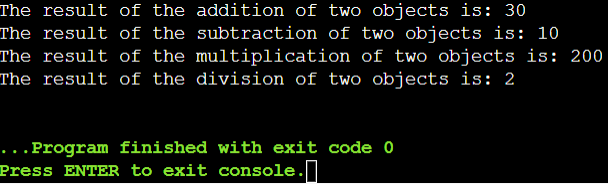 The result of the addition of two objects is: 30
The result of the subtraction of two objects is: 10
The result of the multiplication of two objects is: 200
The result of the division of two objects is: 2
...Program finished with exit code 0
Press ENTER to exit console.